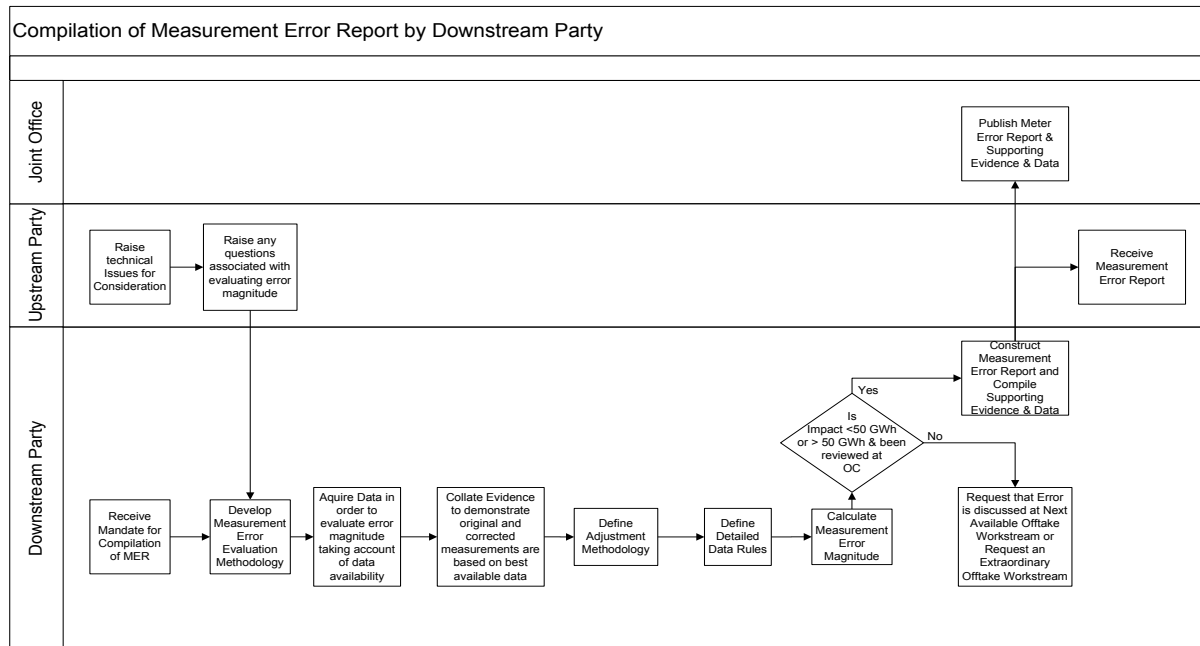 Compilation of Measurement Error Report by Downstream Party
Joint Office
Publish Meter
Error Report &
Supporting
Evidence & Data
Upstream Party
Raise
technical
Issues for
Consideration
Raise any
questions
associated with
evaluating error
magnitude
Receive
Measurement
Error Report
Downstream Party
Receive
Mandate for
Compilation
of MER
Develop
Measurement
Error
Evaluation
Methodology
Aquire Data in
order to
evaluate error
magnitude
taking account
of data
availability
Collate Evidence
to demonstrate
original and
corrected
measurements are
based on best
available data
Define
Adjustment
Methodology
Define
Detailed
Data Rules
Calculate
Measurement
Error
Magnitude
Is
Impact <50 GWh
or > 50 GWh & been
reviewed at
OC
Yes
No
Construct
Measurement
Error Report and
Compile
Supporting
Evidence & Data
Request that Error
is discussed at Next
Available Offtake
Workstream or
Request an
Extraordinary
Offtake Workstream